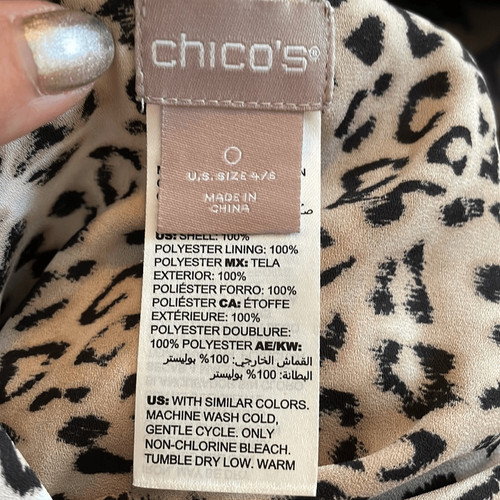 chico's®
0
U.S. SIZE 4/6
MADE IN
CHINA
US: SHELL: 100%
POLYESTER LINING: 100%
POLYESTER MX: TELA
EXTERIOR: 100%
POLIÉSTER FORRO: 100%
POLIÉSTER CA: ÉTOFFE
EXTÉRIEURE: 100%
POLYESTER DOUBLURE:
100% POLYESTER AE/KW:
القماش الخارجي: 100% بوليستر
البطانة: 100% بوليستر
US: WITH SIMILAR COLORS.
MACHINE WASH COLD,
GENTLE CYCLE. ONLY
NON-CHLORINE BLEACH.
TUMBLE DRY LOW. WARM